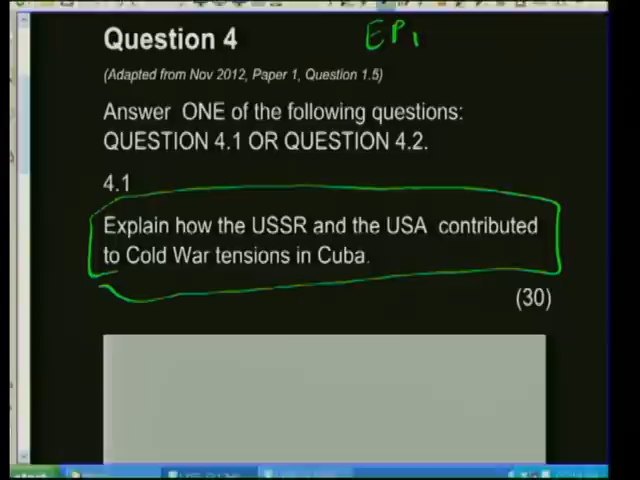 Question 4
EPI
(Adapted from Nov 2012, Paper 1, Question 1.5)
Answer ONE of the following questions:
QUESTION 4.1 OR QUESTION 4.2.
4.1
Explain how the USSR and the USA contributed
to Cold War tensions in Cuba.
(30)